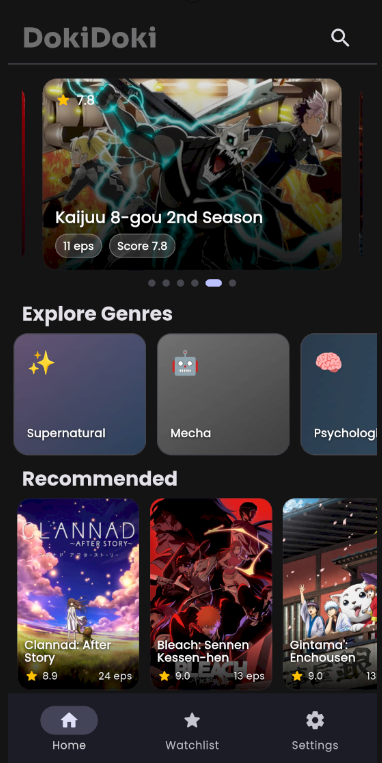 DokiDoki
7.8
Kaijuu 8-gou 2nd Season
11 eps
Score 7.8
Explore Genres
Supernatural
Mecha
Psychologi
Recommended
CLANNAD
~AFTER STORY~
Clannad: After
Story
8.9
24 eps
BLEACH
Bleach: Sennen
Kessen-hen
9.0
13 eps
Gintama':
Enchousen
9.0
13
Home
Watchlist
Settings